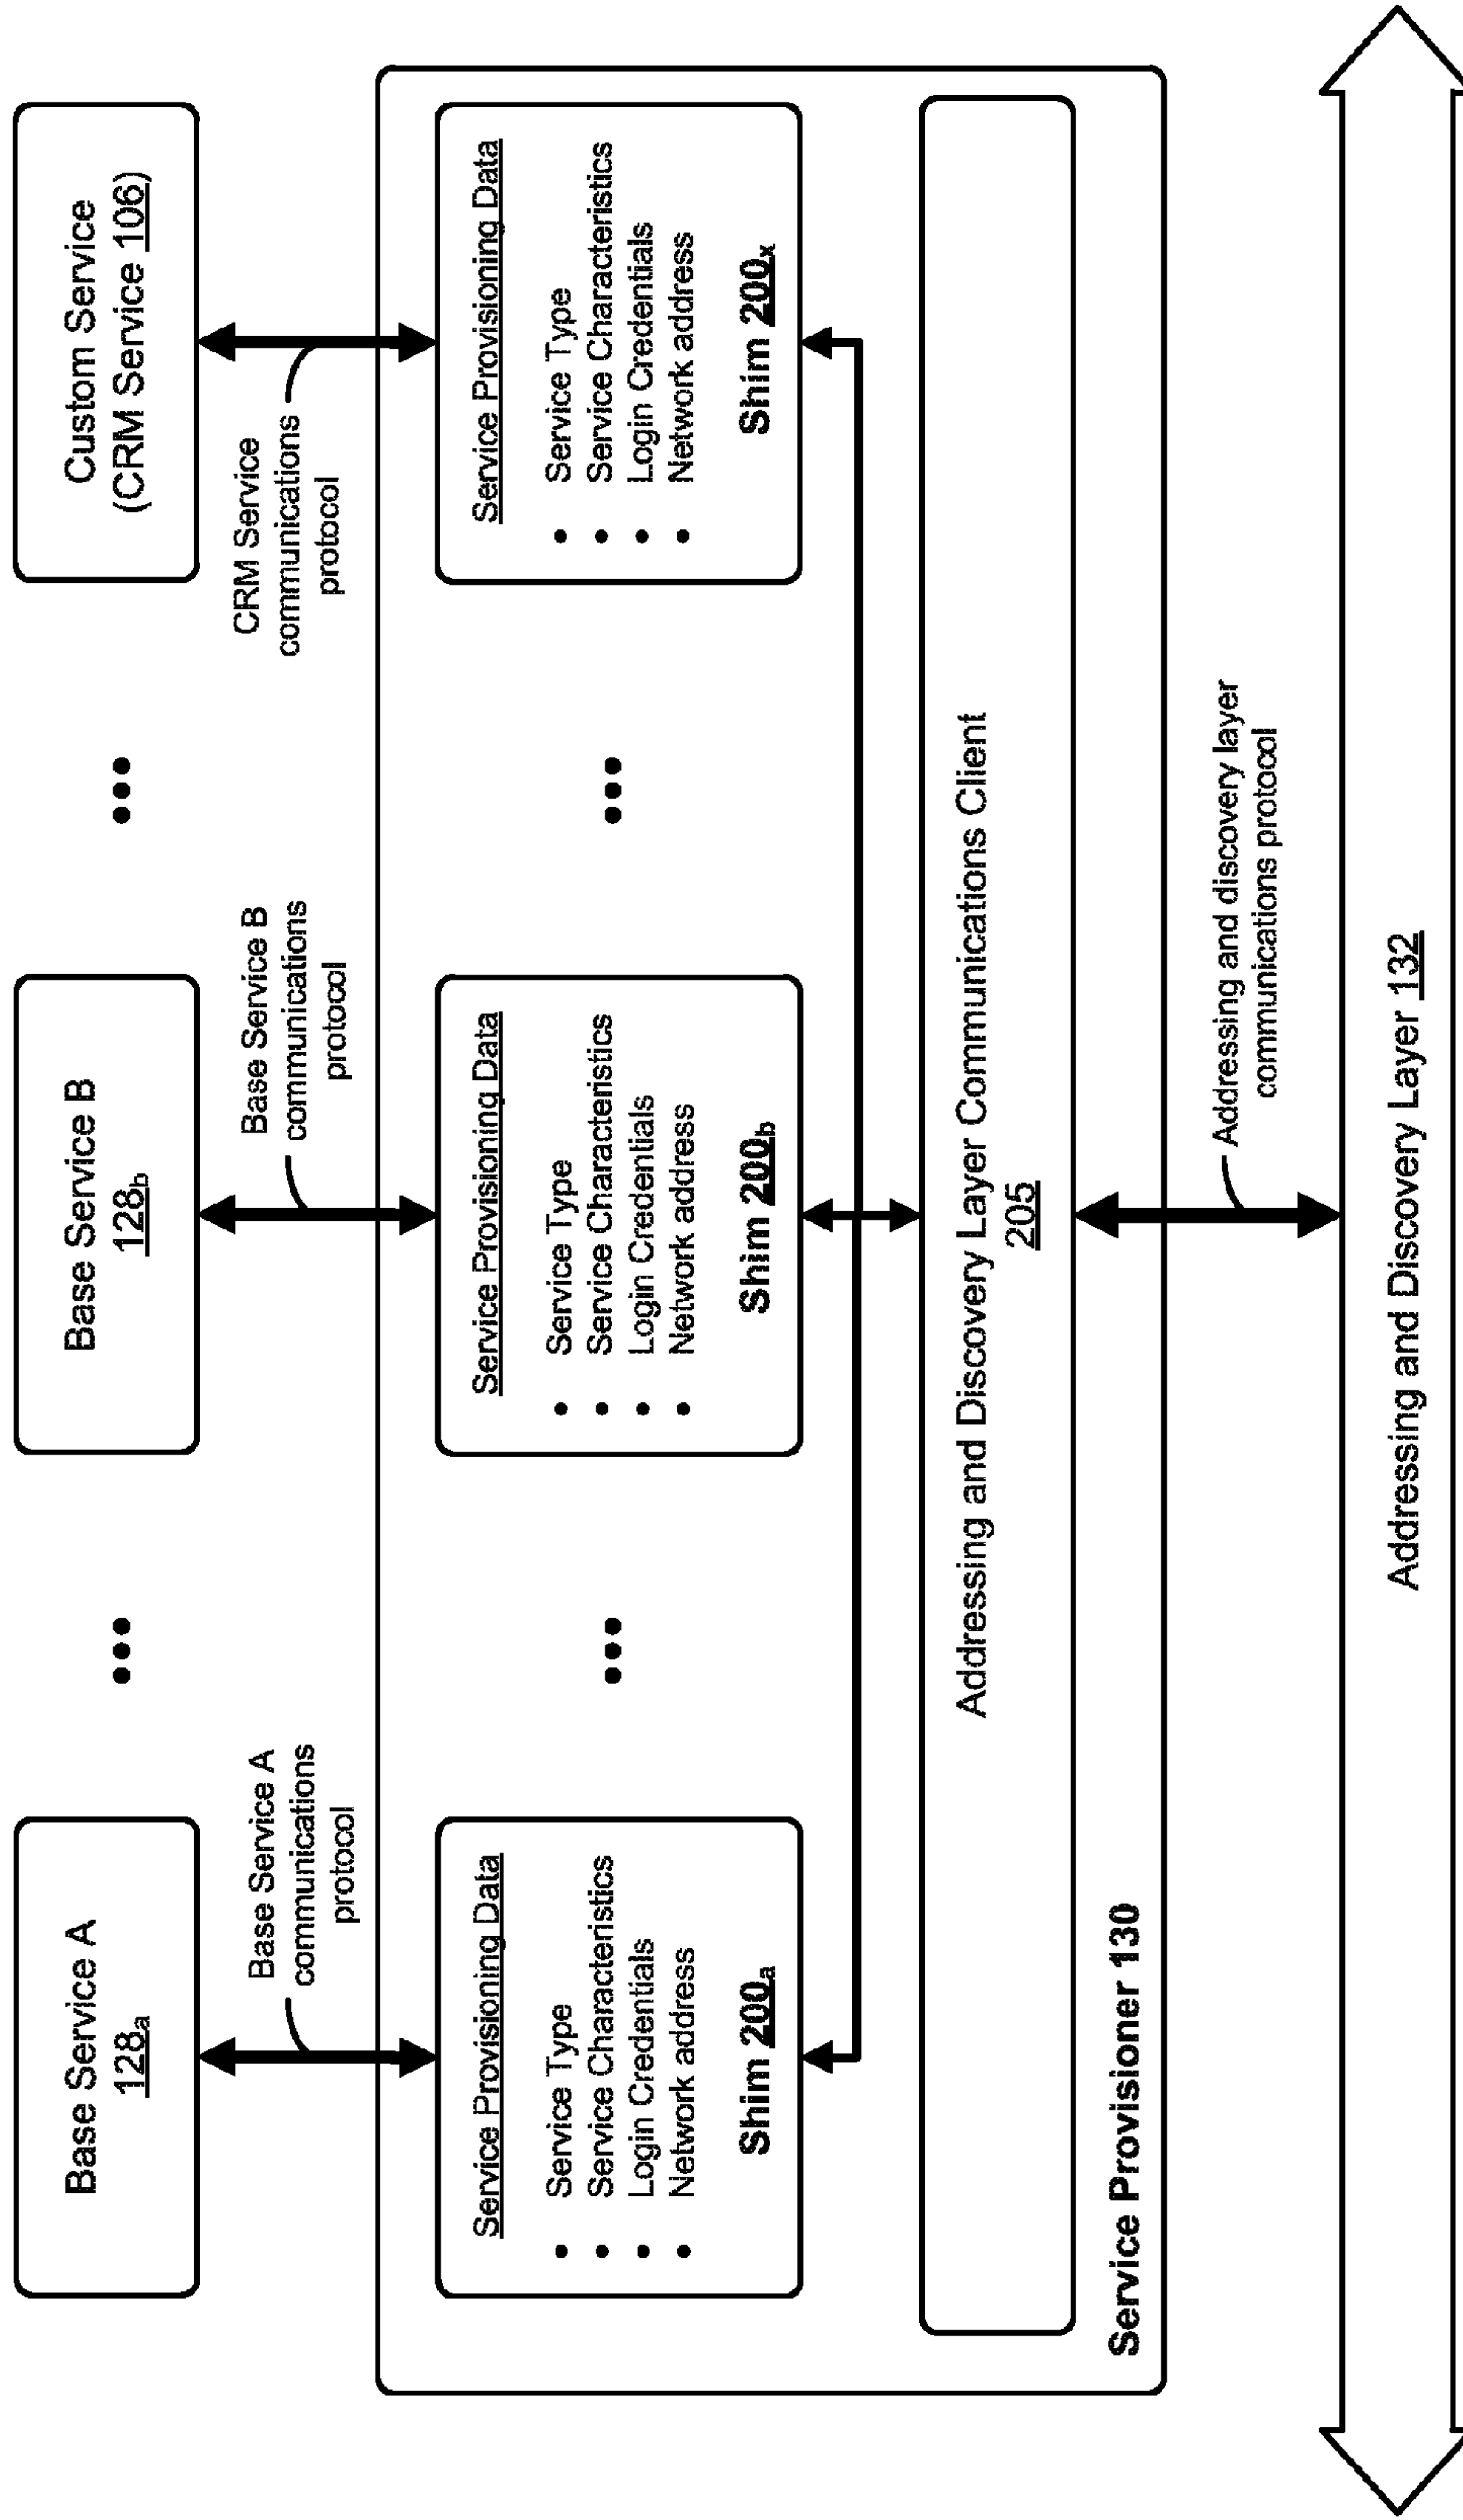 Base Service A
128a
Base Service B
128b
Custom Service
(CRM Service 106)
Base Service A
communications
protocol
Base Service B
communications
protocol
CRM Service
communications
protocol
Service Provisioning Data
• Service Type
• Service Characteristics
• Login Credentials
• Network address
Shim 200a
Service Provisioning Data
• Service Type
• Service Characteristics
• Login Credentials
• Network address
Shim 200b
Service Provisioning Data
• Service Type
• Service Characteristics
• Login Credentials
• Network address
Shim 200x
Addressing and Discovery Layer Communications Client
205
Service Provisioner 130
Addressing and discovery layer
communications protocol
Addressing and Discovery Layer 132